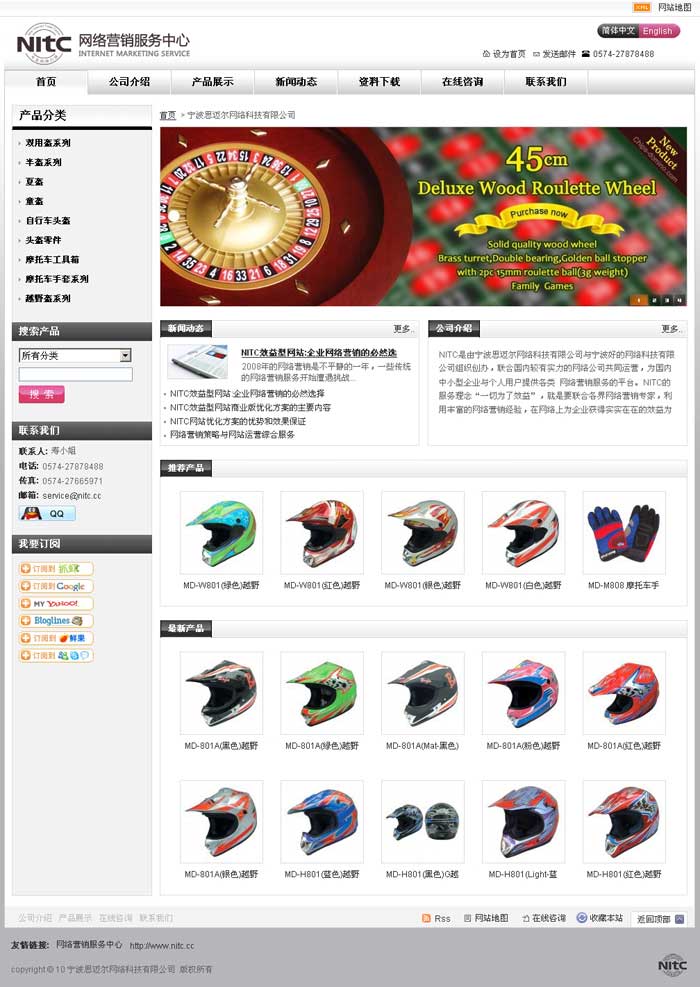 XML 网站地图
简体中文 English
NITC 网络营销服务中心
INTERNET MARKETING SERVICE
设为首页 发送邮件 0574-27878488
首页 公司介绍 产品展示 新闻动态 资料下载 在线咨询 联系我们
产品分类
双用盔系列
半盔系列
夏盔
童盔
自行车头盔
头盔零件
摩托车工具箱
摩托车手套系列
越野盔系列
搜索产品
所有分类
搜 索
联系我们
联系人: 寿小姐
电话: 0574-27878488
传真: 0574-27665971
邮箱: service@nitc.cc
QQ
我要订阅
订阅到 抓虾
订阅到 Google
MY YAHOO!
Bloglines
订阅到 鲜果
订阅到
首页 > 宁波思迈尔网络科技有限公司
New Product
Chips-domino.com
45cm
Deluxe Wood Roulette Wheel
Purchase now
Solid quality wood wheel
Brass turret,Double bearing,Golden ball stopper
with 2pc 15mm roulette ball(3g weight)
Family Games
1 2 3 4
新闻动态 更多..
NITC效益型网站:企业网络营销的必然选
2008年的网络营销是不平静的一年，一些传统
的网络营销服务开始遭遇挑战...
NITC效益型网站:企业网络营销的必然选择
NITC效益型网站商业版优化方案的主要内容
NITC网站优化方案的优势和效果保证
网络营销策略与网站运营综合服务
公司介绍 更多..
NITC是由宁波思迈尔网络科技有限公司与宁波好的网络科技有限
公司组织创办，联合国内较有实力的网络公司共同运营，为国内
中小型企业与个人用户提供各类 网络营销服务的平台。NITC的
服务理念“一切为了效益”，就是要联合各界网络营销专家，利
用丰富的网络营销经验，在网络上为企业获得实实在在的效益为
推荐产品
MD-W801(绿色)越野 MD-W801(红色)越野 MD-W801(银色)越野 MD-W801(白色)越野 MD-M808 摩托车手
最新产品
MD-801A(黑色)越野 MD-801A(绿色)越野 MD-801A(Mat-黑色) MD-801A(粉色)越野 MD-801A(红色)越野
MD-801A(银色)越野 MD-H801(蓝色)越野 MD-H801(黑色)G越 MD-H801(Light-蓝 MD-H801(红色)越野
公司介绍 产品展示 在线咨询 联系我们
Rss 网站地图 在线咨询 收藏本站 返回顶部
友情链接: 网络营销服务中心 http://www.nitc.cc
copyright © 10 宁波思迈尔网络科技有限公司 版权所有
NITC